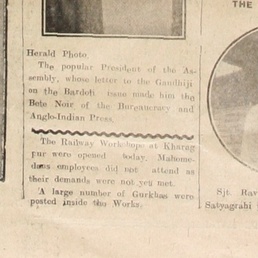 THE
Herald Photo.
The popular President of the As-
sembly, whose letter to the Gandhiji
on the Bardoli issue made him the
Bete Noir of the Bureaucracy and
Anglo-Indian Press.
The Railway Workshops at Kharag
pur were opened today. Mahome-
dans employees did not attend as
their demands were not yet met.
A large number of Gurkhas were
posted inside the Works.
Sjt. Rav
Satyagrahi